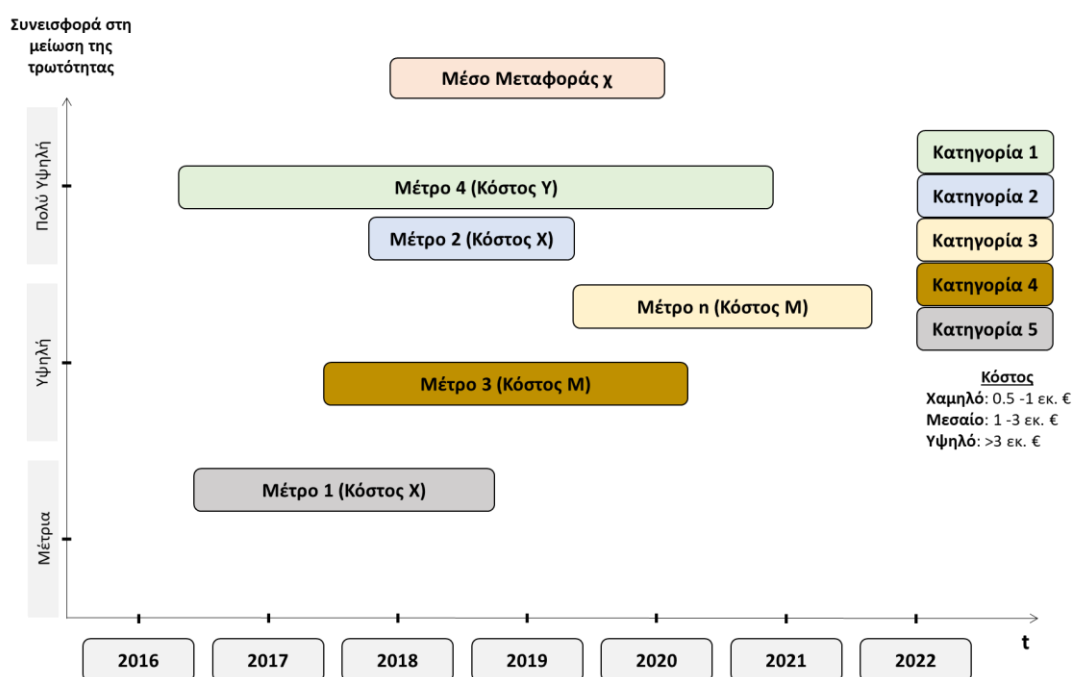 Συνεισφορά στη
μείωση της
τρωτότητας
Μέσο Μεταφοράς χ
Πολύ Υψηλή
Υψηλή
Μέτρια
Μέτρο 4 (Κόστος Υ)
Μέτρο 2 (Κόστος Χ)
Μέτρο n (Κόστος Μ)
Μέτρο 3 (Κόστος Μ)
Μέτρο 1 (Κόστος Χ)
Κατηγορία 1
Κατηγορία 2
Κατηγορία 3
Κατηγορία 4
Κατηγορία 5
Κόστος
Χαμηλό: 0.5 -1 εκ. €
Μεσαίο: 1 -3 εκ. €
Υψηλό: >3 εκ. €
2016
2017
2018
2019
2020
2021
2022
t